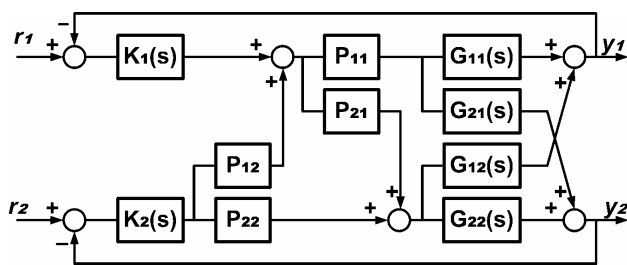 r₁ + − K₁(s) + + P₁₁ G₁₁(s) + + y₁
P₂₁ G₂₁(s)
P₁₂ G₁₂(s)
r₂ + − K₂(s) P₂₂ + + G₂₂(s) + + y₂